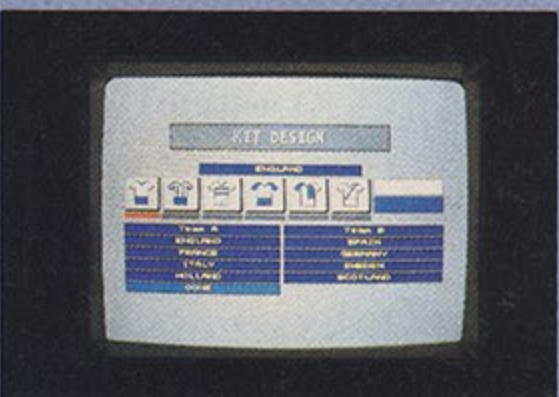 KIT DESIGN
ENGLAND
TEAM A TEAM B
ENGLAND SPAIN
FRANCE GERMANY
ITALY SWEDEN
HOLLAND SCOTLAND
DONE